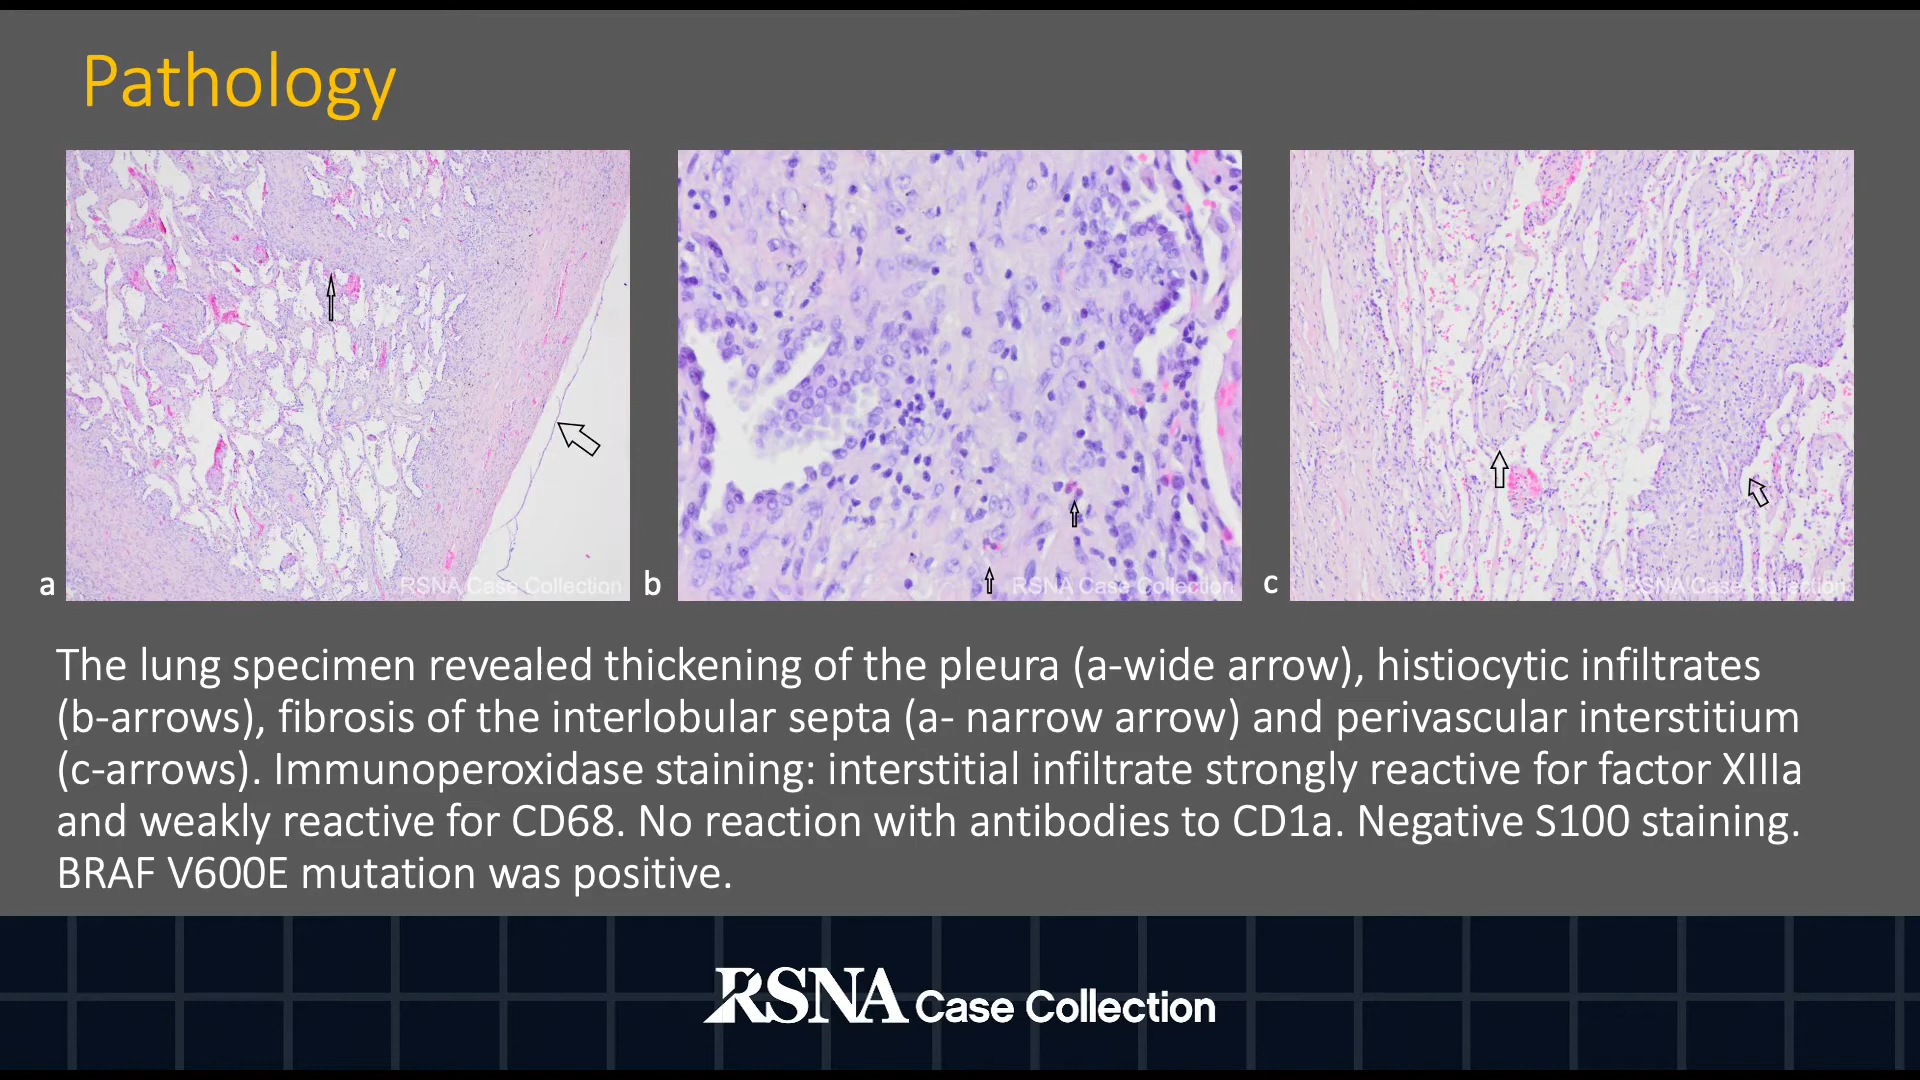 Pathology
RSNA Case Collection
RSNA Case Collection
RSNA Case Collection
a
b
c
The lung specimen revealed thickening of the pleura (a-wide arrow), histiocytic infiltrates
(b-arrows), fibrosis of the interlobular septa (a- narrow arrow) and perivascular interstitium
(c-arrows). Immunoperoxidase staining: interstitial infiltrate strongly reactive for factor XIIIa
and weakly reactive for CD68. No reaction with antibodies to CD1a. Negative S100 staining.
BRAF V600E mutation was positive.
RSNA Case Collection